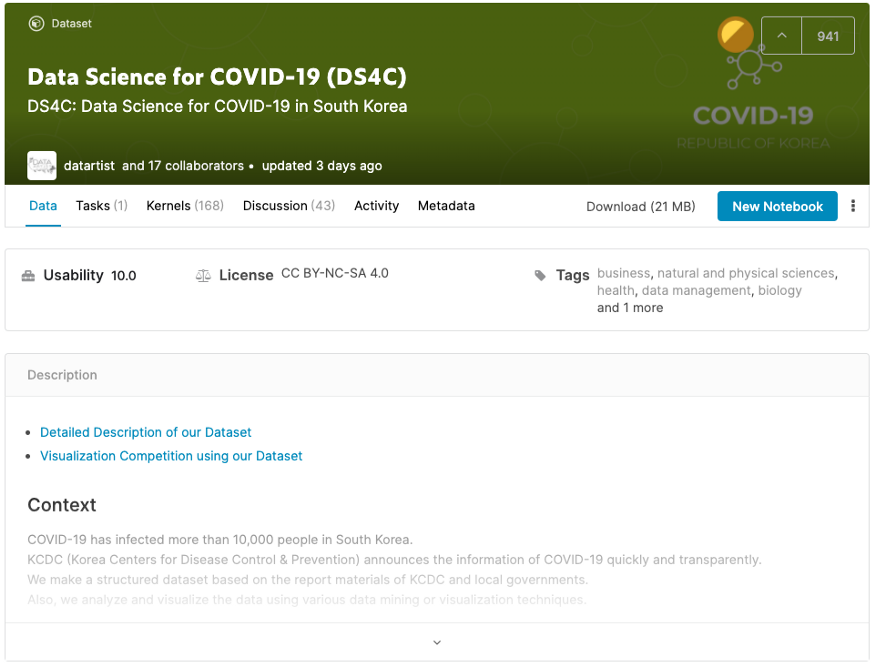 Dataset
941
Data Science for COVID-19 (DS4C)
DS4C: Data Science for COVID-19 in South Korea
COVID-19
REPUBLIC OF KOREA
datartist and 17 collaborators • updated 3 days ago
Data Tasks (1) Kernels (168) Discussion (43) Activity Metadata Download (21 MB) New Notebook
Usability 10.0 License CC BY-NC-SA 4.0 Tags business, natural and physical sciences,
health, data management, biology
and 1 more
Description
• Detailed Description of our Dataset
• Visualization Competition using our Dataset
Context
COVID-19 has infected more than 10,000 people in South Korea.
KCDC (Korea Centers for Disease Control & Prevention) announces the information of COVID-19 quickly and transparently.
We make a structured dataset based on the report materials of KCDC and local governments.
Also, we analyze and visualize the data using various data mining or visualization techniques.